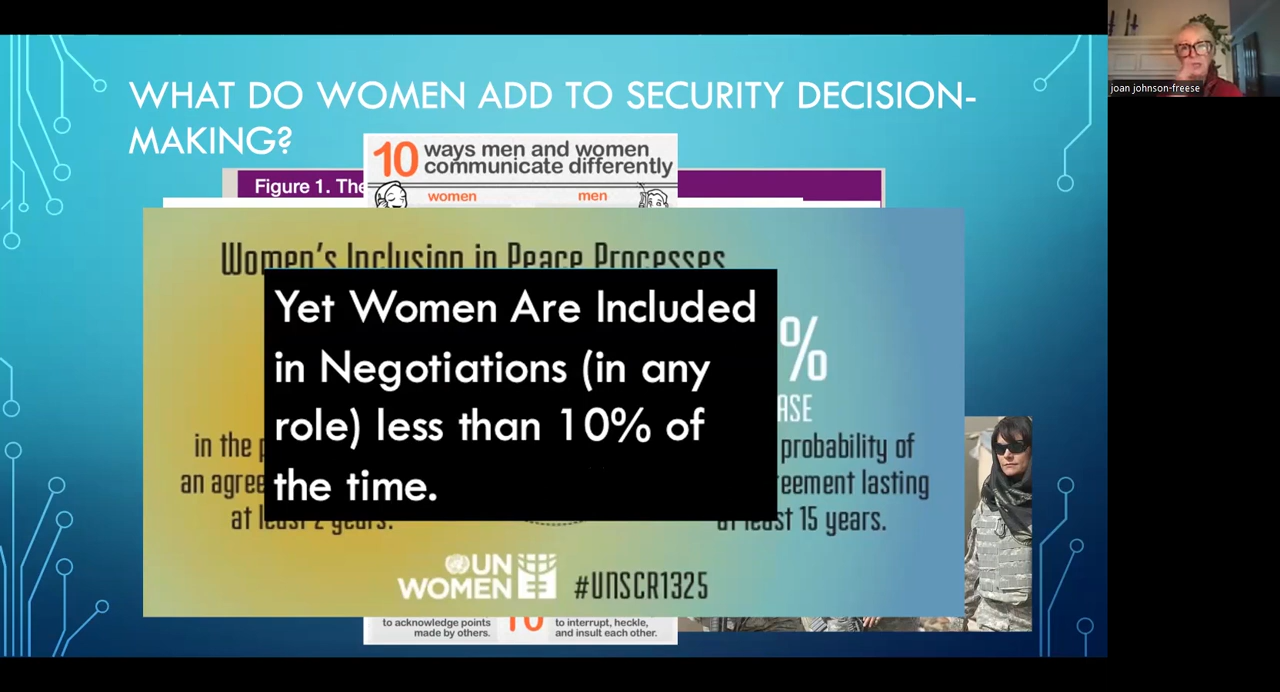 WHAT DO WOMEN ADD TO SECURITY DECISION-
MAKING?
joan johnson-freese
10 ways men and women
communicate differently
Figure 1. The
women men
Women's Inclusion in Peace Processes
Yet Women Are Included
in Negotiations (in any
role) less than 10% of
the time.
%
in the
probability of
an
lasting
at least 2 years.
at least 15 years.
UN
WOMEN
#UNSCR1325
to acknowledge points
made by others.
10
to interrupt, heckle,
and insult each other.